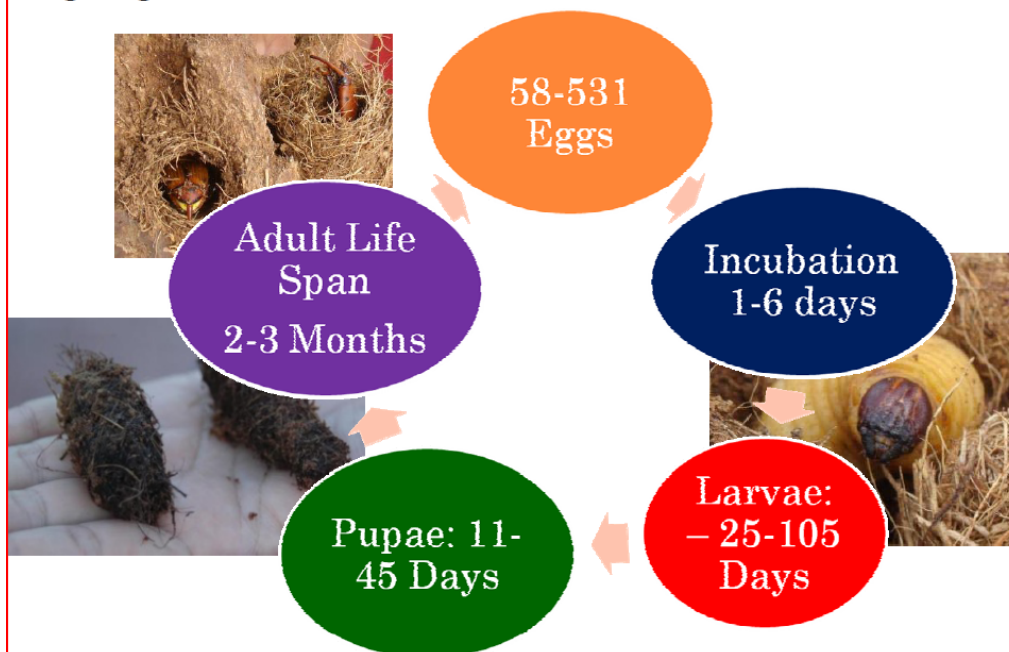 58-531
Eggs
Incubation
1-6 days
Larvae:
– 25-105
Days
Pupae: 11-
45 Days
Adult Life
Span
2-3 Months